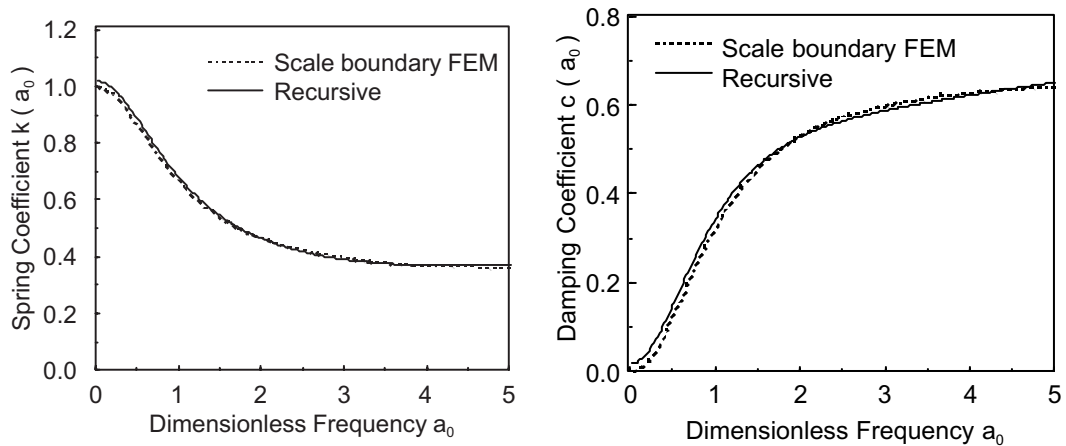 Spring Coefficient k ( a₀ )
1.2
1.0
0.8
0.6
0.4
0.2
0.0
Scale boundary FEM
Recursive
0 1 2 3 4 5
Dimensionless Frequency a₀
Damping Coefficient c ( a₀ )
0.8
0.6
0.4
0.2
0.0
Scale boundary FEM
Recursive
0 1 2 3 4 5
Dimensionless Frequency a₀